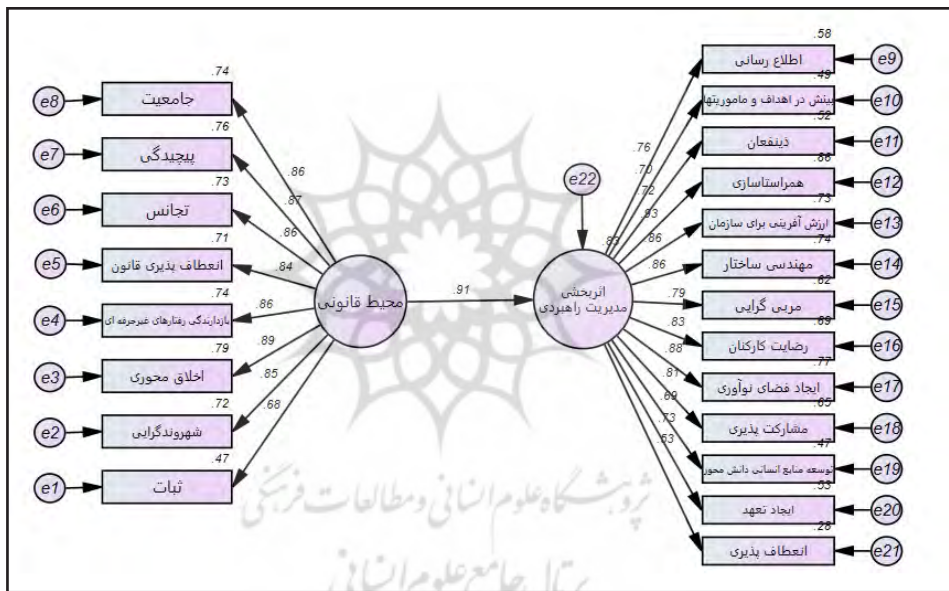 .74
e8
جامعیت
.76
e7
پیچیدگی
.73
e6
تجانس
.71
e5
انعطاف پذیری قانون
.74
e4
بازدارندگی رفتارهای غیرحرفه ای
.79
e3
اخلاق محوری
.72
e2
شهروندگرایی
.47
e1
ثبات
.86
.87
.86
.84
.86
.89
.85
.68
محیط قانونی
.91
e22
.83
اثربخشی
مدیریت راهبردی
.76
.70
.72
.93
.86
.86
.79
.83
.88
.81
.69
.73
.53
.58
اطلاع رسانی
e9
.49
بینش در اهداف و ماموریتها
e10
.52
ذینفعان
e11
.86
همراستاسازی
e12
.73
ارزش آفرینی برای سازمان
e13
.74
مهندسی ساختار
e14
.62
مربی گرایی
e15
.69
رضایت کارکنان
e16
.77
ایجاد فضای نوآوری
e17
.65
مشارکت پذیری
e18
.47
توسعه منابع انسانی دانش محور
e19
.53
ایجاد تعهد
e20
.28
انعطاف پذیری
e21
پژوهشگاه علوم انسانی و مطالعات فرهنگی
پرتال جامع علوم انسانی